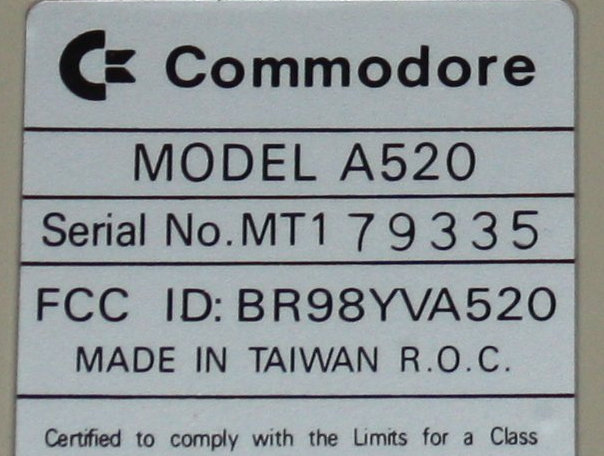 Commodore
MODEL A520
Serial No.MT1 79335
FCC ID: BR98YVA520
MADE IN TAIWAN R.O.C.
Certified to comply with the Limits for a Class